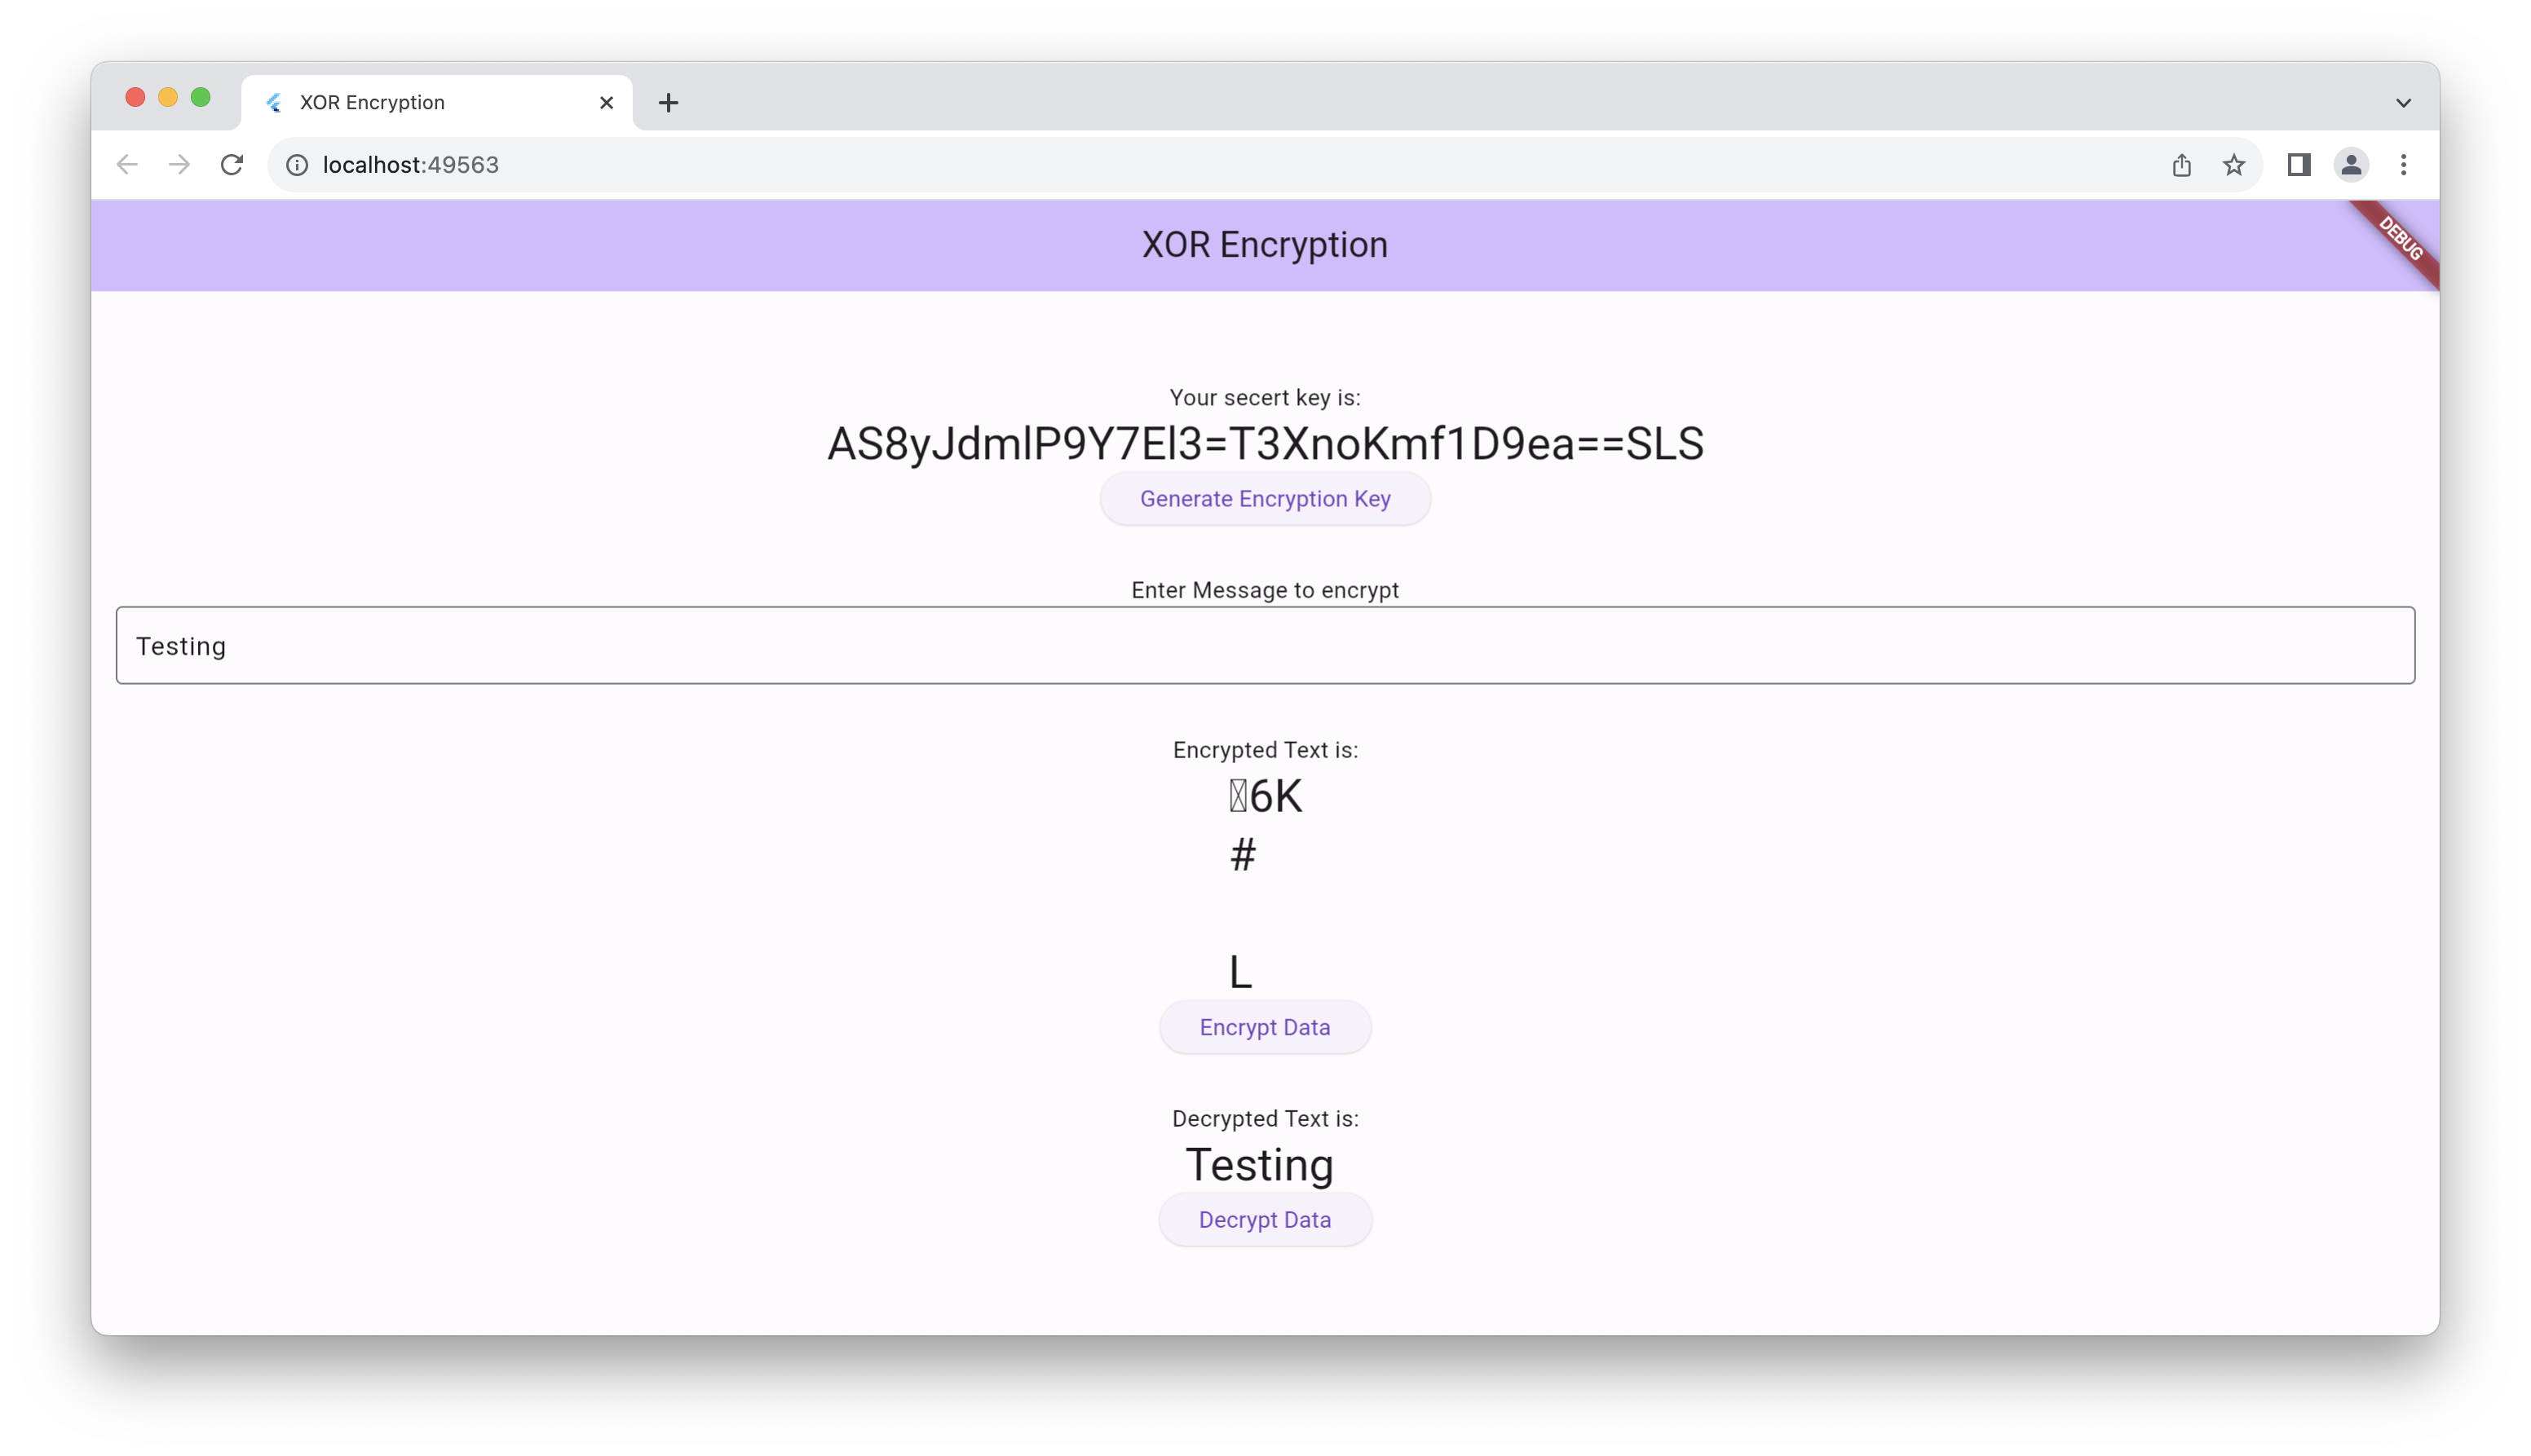 XOR Encryption
localhost:49563
XOR Encryption
DEBUG
Your secert key is:
AS8yJdmlP9Y7El3=T3XnoKmf1D9ea==SLS
Generate Encryption Key
Enter Message to encrypt
Testing
Encrypted Text is:
6K
#
L
Encrypt Data
Decrypted Text is:
Testing
Decrypt Data